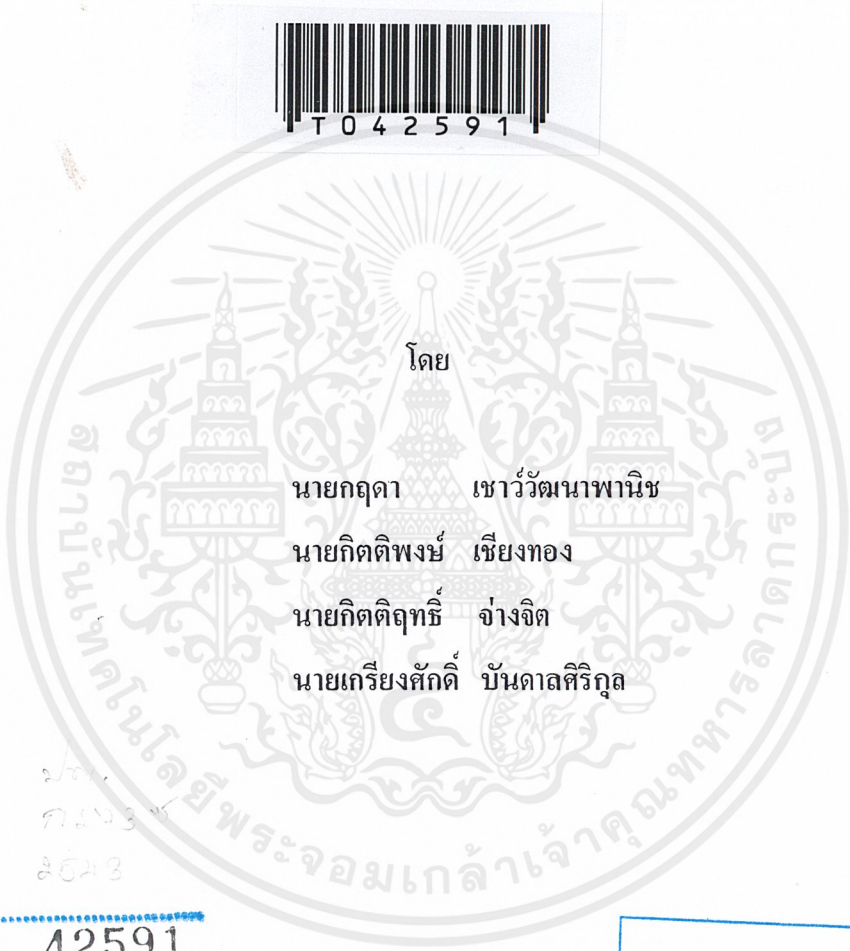 T042591
โดย
นายกฤดา เชาว์วัฒนาพานิช
นายกิตติพงษ์ เชียงทอง
นายกิตติฤทธิ์ จ่างจิต
นายเกรียงศักดิ์ บันดาลศิริกุล
สถาบันเทคโนโลยีพระจอมเกล้าเจ้าคุณทหารลาดกระบัง
2543
42591